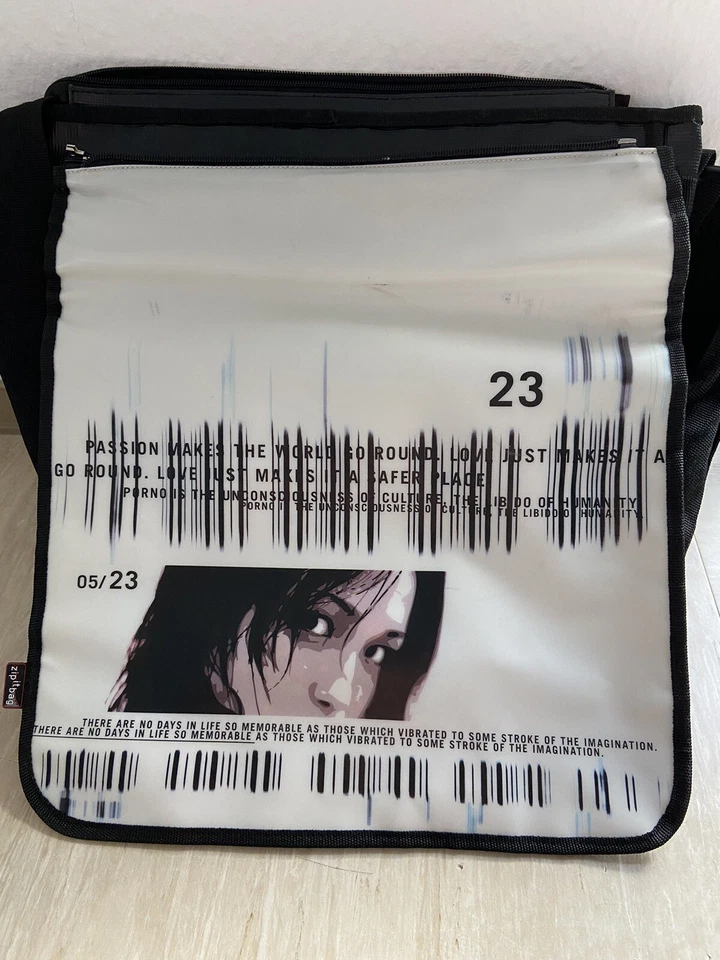 23
PASSION MAKES THE WORLD GO ROUND. LOVE JUST MAKES IT A
GO ROUND. LOVE JUST MAKES IT A SAFER PLACE
PORNO IS THE UNCONSCIOUSNESS OF CULTURE, THE LIBIDO OF HUMANITY.
PORNO IS THE UNCONSCIOUSNESS OF CULTURE, THE LIBIDO OF HUMANITY.
05/23
zipitbag
THERE ARE NO DAYS IN LIFE SO MEMORABLE AS THOSE WHICH VIBRATED TO SOME STROKE OF THE IMAGINATION.
THERE ARE NO DAYS IN LIFE SO MEMORABLE AS THOSE WHICH VIBRATED TO SOME STROKE OF THE IMAGINATION.